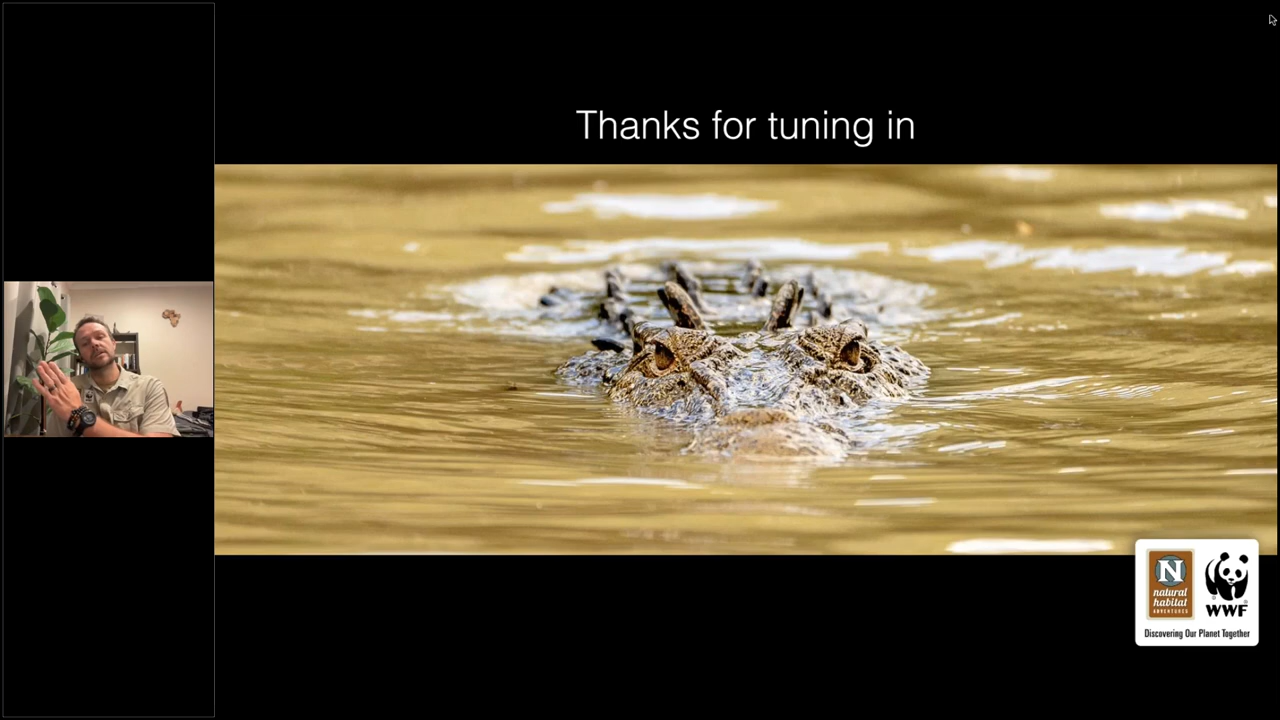 Thanks for tuning in
N
natural
habitat
ADVENTURES
WWF
Discovering Our Planet Together